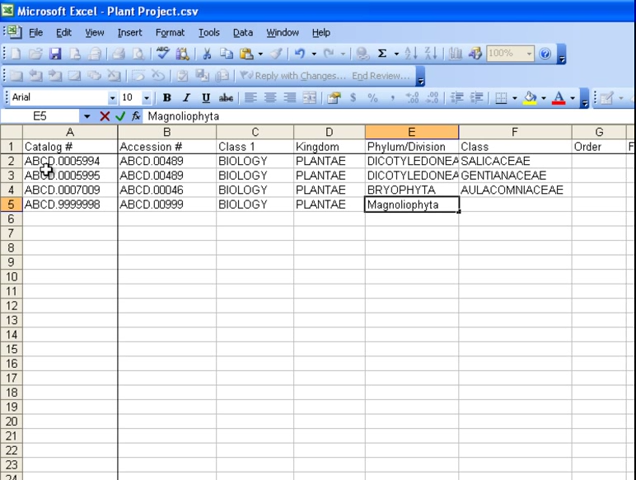 Microsoft Excel - Plant Project.csv
File Edit View Insert Format Tools Data Window Help
Σ 100%
Reply with Changes... End Review...
Arial 10 B I U abc $ % ,
E5 fx Magnoliophyta
A B C D E F G
1 Catalog # Accession # Class 1 Kingdom Phylum/Division Class Order F
2 ABCD.0005994 ABCD.00489 BIOLOGY PLANTAE DICOTYLEDONEA SALICACEAE
3 ABCD.0005995 ABCD.00489 BIOLOGY PLANTAE DICOTYLEDONEA GENTIANACEAE
4 ABCD.0007009 ABCD.00046 BIOLOGY PLANTAE BRYOPHYTA AULACOMNIACEAE
5 ABCD.9999998 ABCD.00999 BIOLOGY PLANTAE Magnoliophyta
6
7
8
9
10
11
12
13
14
15
16
17
18
19
20
21
22
23
24